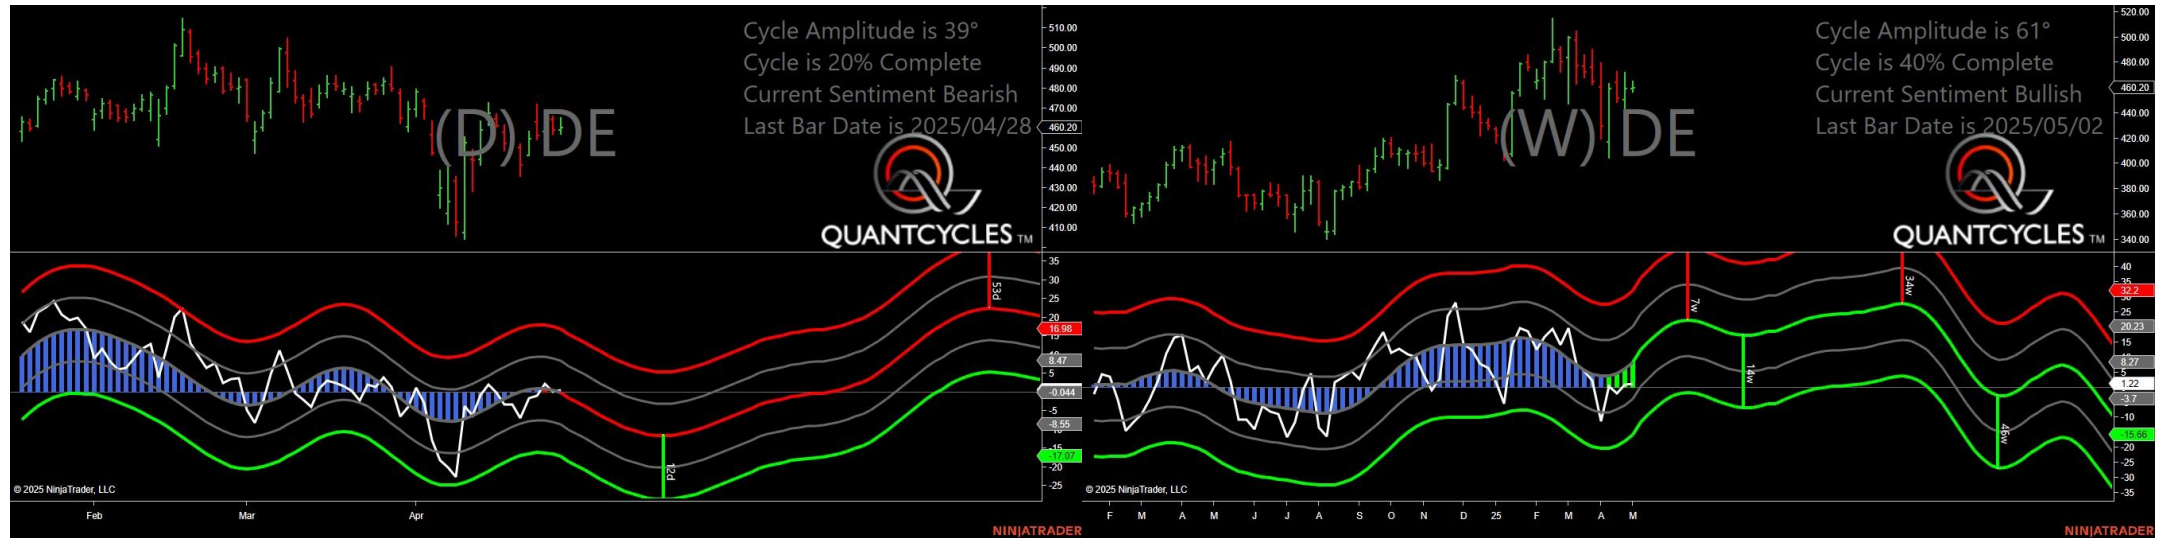 Cycle Amplitude is 39°
Cycle is 20% Complete
Current Sentiment Bearish
Last Bar Date is 2025/04/28
(D) DE
QUANTCYCLES TM
510.00
500.00
490.00
480.00
470.00
460.20
450.00
440.00
430.00
420.00
410.00
35
30
25
20
16.98
15
8.47
5
-0.044
-5
-8.55
-15
-17.07
-20
-25
53d
12d
© 2025 NinjaTrader, LLC
Feb
Mar
Apr
NINJATRADER
Cycle Amplitude is 61°
Cycle is 40% Complete
Current Sentiment Bullish
Last Bar Date is 2025/05/02
(W) DE
QUANTCYCLES TM
520.00
500.00
480.00
460.20
440.00
420.00
400.00
380.00
360.00
340.00
40
35
32.2
25
20.23
15
8.27
5
1.22
-3.7
-10
-15.66
-20
-25
-30
-35
7w
14w
34w
46w
© 2025 NinjaTrader, LLC
F
M
A
M
J
J
A
S
O
N
D
25
F
M
A
M
NINJATRADER